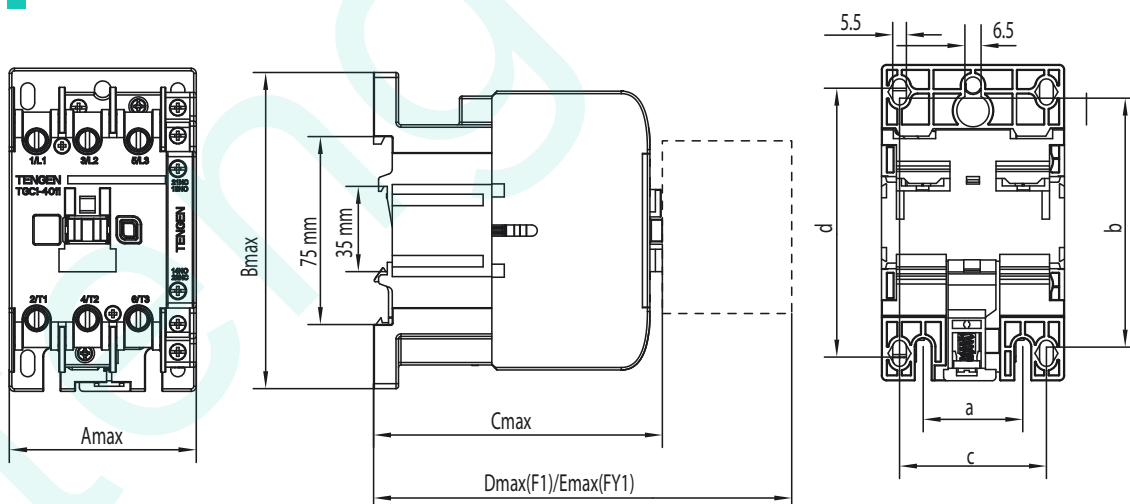 5.5
6.5
1/L1
3/L2
5/L3
TENGEN
TGC1-4011
TENGEN
2/T1
4/T2
6/T3
Amax
Bmax
75 mm
35 mm
Cmax
Dmax(F1)/Emax(FY1)
d
b
a
c